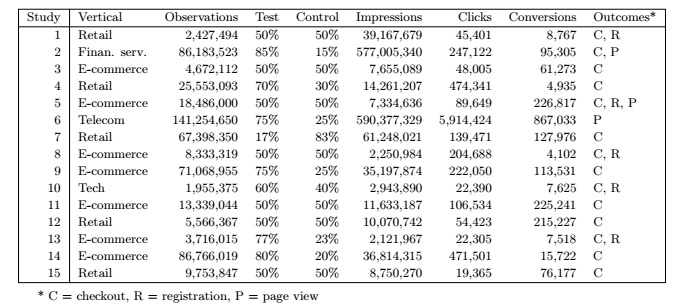 Study Vertical Observations Test Control Impressions Clicks Conversions Outcomes*
1 Retail 2,427,494 50% 50% 39,167,679 45,401 8,767 C, R
2 Finan. serv. 86,183,523 85% 15% 577,005,340 247,122 95,305 C, P
3 E-commerce 4,672,112 50% 50% 7,655,089 48,005 61,273 C
4 Retail 25,553,093 70% 30% 14,261,207 474,341 4,935 C
5 E-commerce 18,486,000 50% 50% 7,334,636 89,649 226,817 C, R, P
6 Telecom 141,254,650 75% 25% 590,377,329 5,914,424 867,033 P
7 Retail 67,398,350 17% 83% 61,248,021 139,471 127,976 C
8 E-commerce 8,333,319 50% 50% 2,250,984 204,688 4,102 C, R
9 E-commerce 71,068,955 75% 25% 35,197,874 222,050 113,531 C
10 Tech 1,955,375 60% 40% 2,943,890 22,390 7,625 C, R
11 E-commerce 13,339,044 50% 50% 11,633,187 106,534 225,241 C
12 Retail 5,566,367 50% 50% 10,070,742 54,423 215,227 C
13 E-commerce 3,716,015 77% 23% 2,121,967 22,305 7,518 C, R
14 E-commerce 86,766,019 80% 20% 36,814,315 471,501 15,722 C
15 Retail 9,753,847 50% 50% 8,750,270 19,365 76,177 C
* C = checkout, R = registration, P = page view